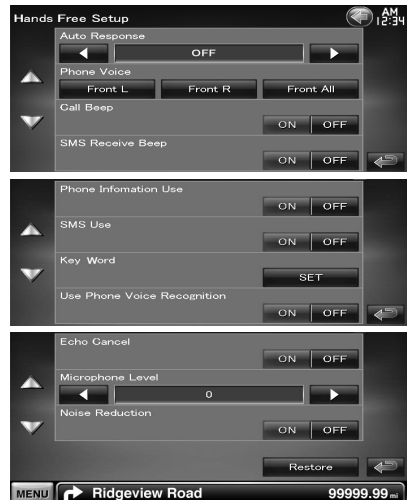 Hands Free Setup
AM
12:34
Auto Response
OFF
Phone Voice
Front L Front R Front All
Call Beep
ON OFF
SMS Receive Beep
ON OFF
Phone Infomation Use
ON OFF
SMS Use
ON OFF
Key Word
SET
Use Phone Voice Recognition
ON OFF
Echo Cancel
ON OFF
Microphone Level
0
Noise Reduction
ON OFF
Restore
MENU Ridgeview Road 99999.99 mi